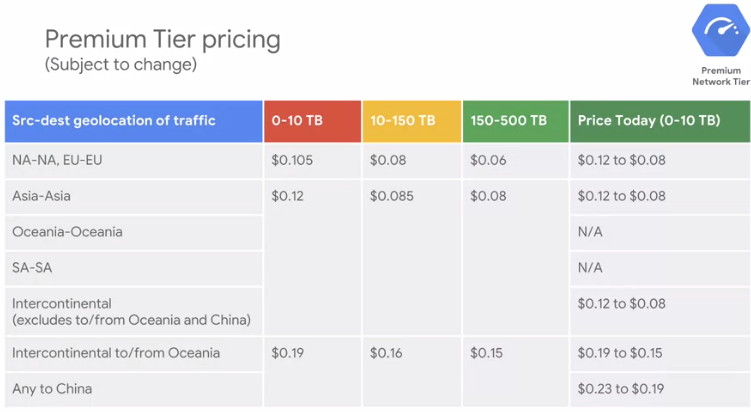 Premium Tier pricing
(Subject to change)
Premium
Network Tier
Src-dest geolocation of traffic 0-10 TB 10-150 TB 150-500 TB Price Today (0-10 TB)
NA-NA, EU-EU $0.105 $0.08 $0.06 $0.12 to $0.08
Asia-Asia $0.12 $0.085 $0.08 $0.12 to $0.08
Oceania-Oceania N/A
SA-SA N/A
Intercontinental
(excludes to/from Oceania and China) $0.12 to $0.08
Intercontinental to/from Oceania $0.19 $0.16 $0.15 $0.19 to $0.15
Any to China $0.23 to $0.19